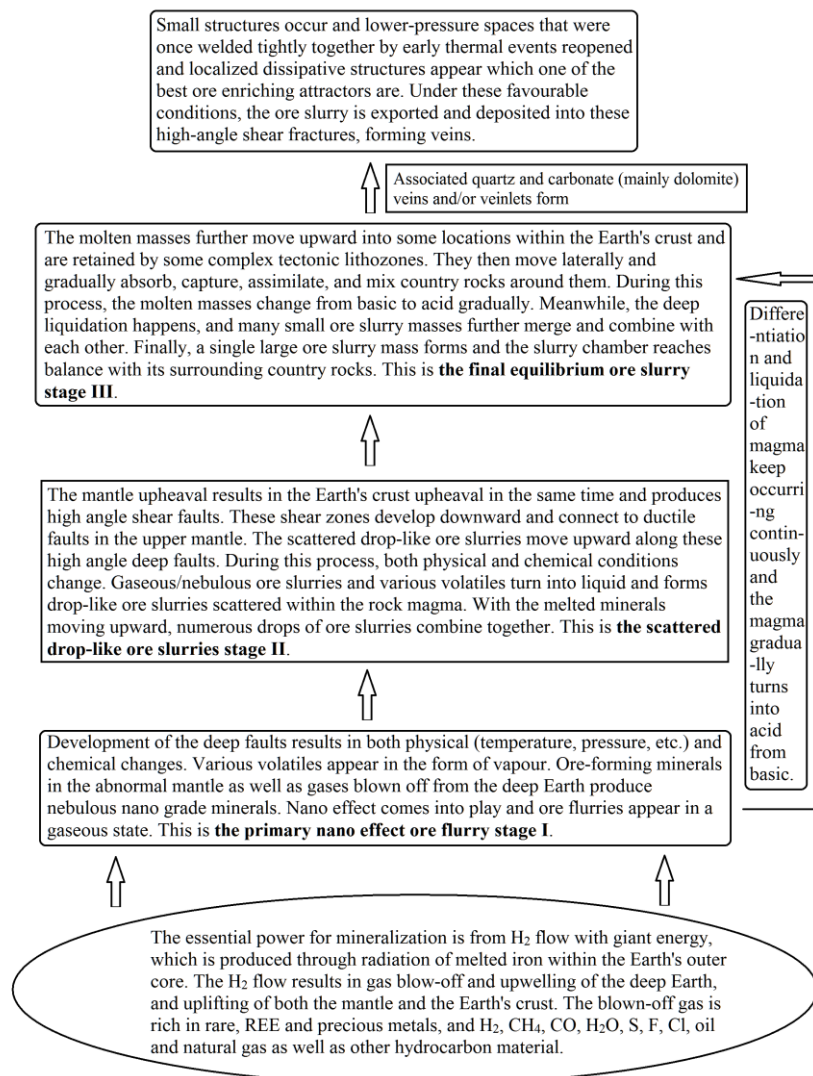 Small structures occur and lower-pressure spaces that were
once welded tightly together by early thermal events reopened
and localized dissipative structures appear which one of the
best ore enriching attractors are. Under these favourable
conditions, the ore slurry is exported and deposited into these
high-angle shear fractures, forming veins.
Associated quartz and carbonate (mainly dolomite)
veins and/or veinlets form
The molten masses further move upward into some locations within the Earth's crust and
are retained by some complex tectonic lithozones. They then move laterally and
gradually absorb, capture, assimilate, and mix country rocks around them. During this
process, the molten masses change from basic to acid gradually. Meanwhile, the deep
liquidation happens, and many small ore slurry masses further merge and combine with
each other. Finally, a single large ore slurry mass forms and the slurry chamber reaches
balance with its surrounding country rocks. This is the final equilibrium ore slurry
stage III.
Differe
-ntiatio
n and
liquida
-tion
of
magma
keep
occurri
-ng
contin-
uously
and
the
magma
gradua
-lly
turns
into
acid
from
basic.
The mantle upheaval results in the Earth's crust upheaval in the same time and produces
high angle shear faults. These shear zones develop downward and connect to ductile
faults in the upper mantle. The scattered drop-like ore slurries move upward along these
high angle deep faults. During this process, both physical and chemical conditions
change. Gaseous/nebulous ore slurries and various volatiles turn into liquid and forms
drop-like ore slurries scattered within the rock magma. With the melted minerals
moving upward, numerous drops of ore slurries combine together. This is the scattered
drop-like ore slurries stage II.
Development of the deep faults results in both physical (temperature, pressure, etc.) and
chemical changes. Various volatiles appear in the form of vapour. Ore-forming minerals
in the abnormal mantle as well as gases blown off from the deep Earth produce
nebulous nano grade minerals. Nano effect comes into play and ore flurries appear in a
gaseous state. This is the primary nano effect ore flurry stage I.
The essential power for mineralization is from H₂ flow with giant energy,
which is produced through radiation of melted iron within the Earth's outer
core. The H₂ flow results in gas blow-off and upwelling of the deep Earth,
and uplifting of both the mantle and the Earth's crust. The blown-off gas is
rich in rare, REE and precious metals, and H₂, CH₄, CO, H₂O, S, F, Cl, oil
and natural gas as well as other hydrocarbon material.